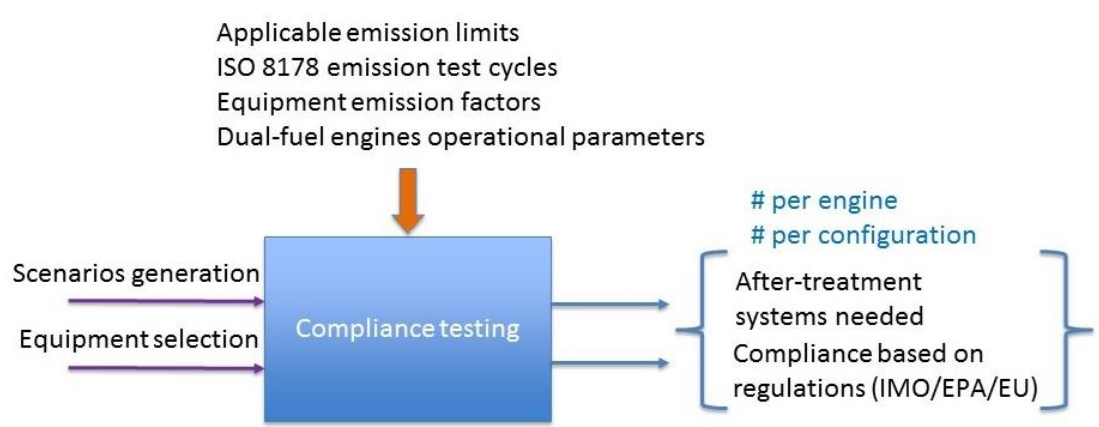 Applicable emission limits
ISO 8178 emission test cycles
Equipment emission factors
Dual-fuel engines operational parameters
# per engine
# per configuration
Scenarios generation
Equipment selection
Compliance testing
After-treatment
systems needed
Compliance based on
regulations (IMO/EPA/EU)